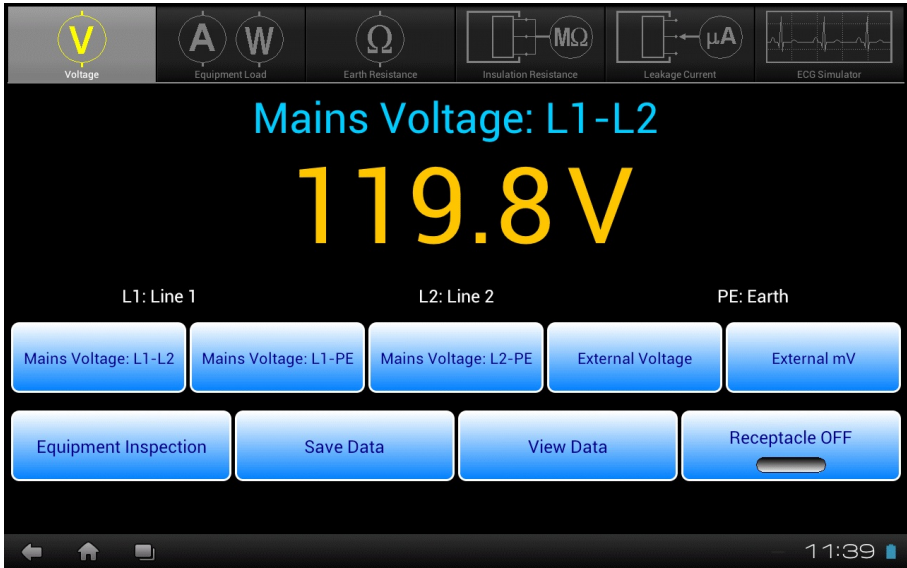 V
A W
Ω
MΩ
µA
Voltage
Equipment Load
Earth Resistance
Insulation Resistance
Leakage Current
ECG Simulator
Mains Voltage: L1-L2
119.8 V
L1: Line 1
L2: Line 2
PE: Earth
Mains Voltage: L1-L2
Mains Voltage: L1-PE
Mains Voltage: L2-PE
External Voltage
External mV
Equipment Inspection
Save Data
View Data
Receptacle OFF
11:39